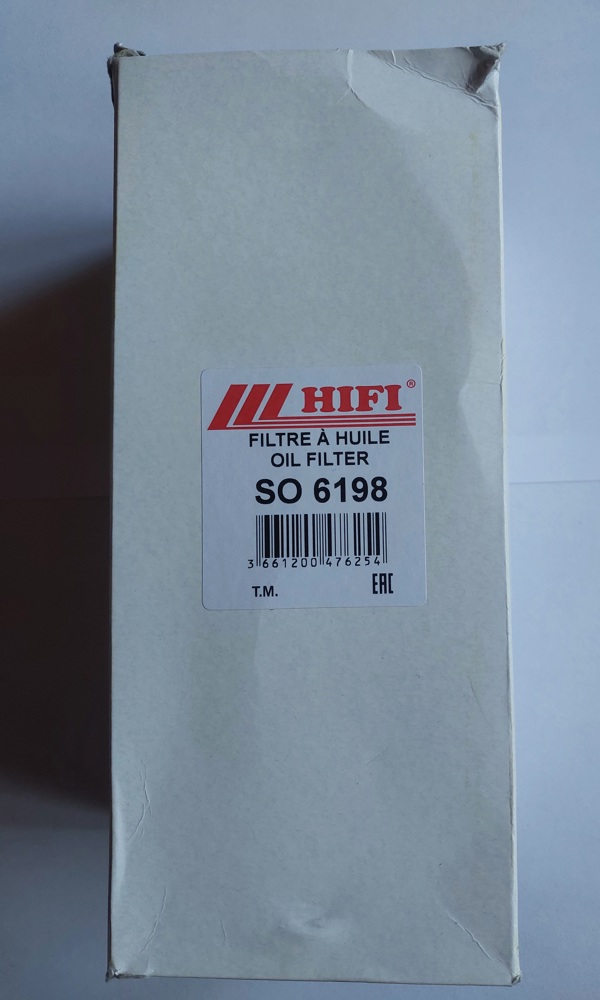 HIFI®
FILTRE À HUILE
OIL FILTER
SO 6198
3 661200 476254
T.M. EAC